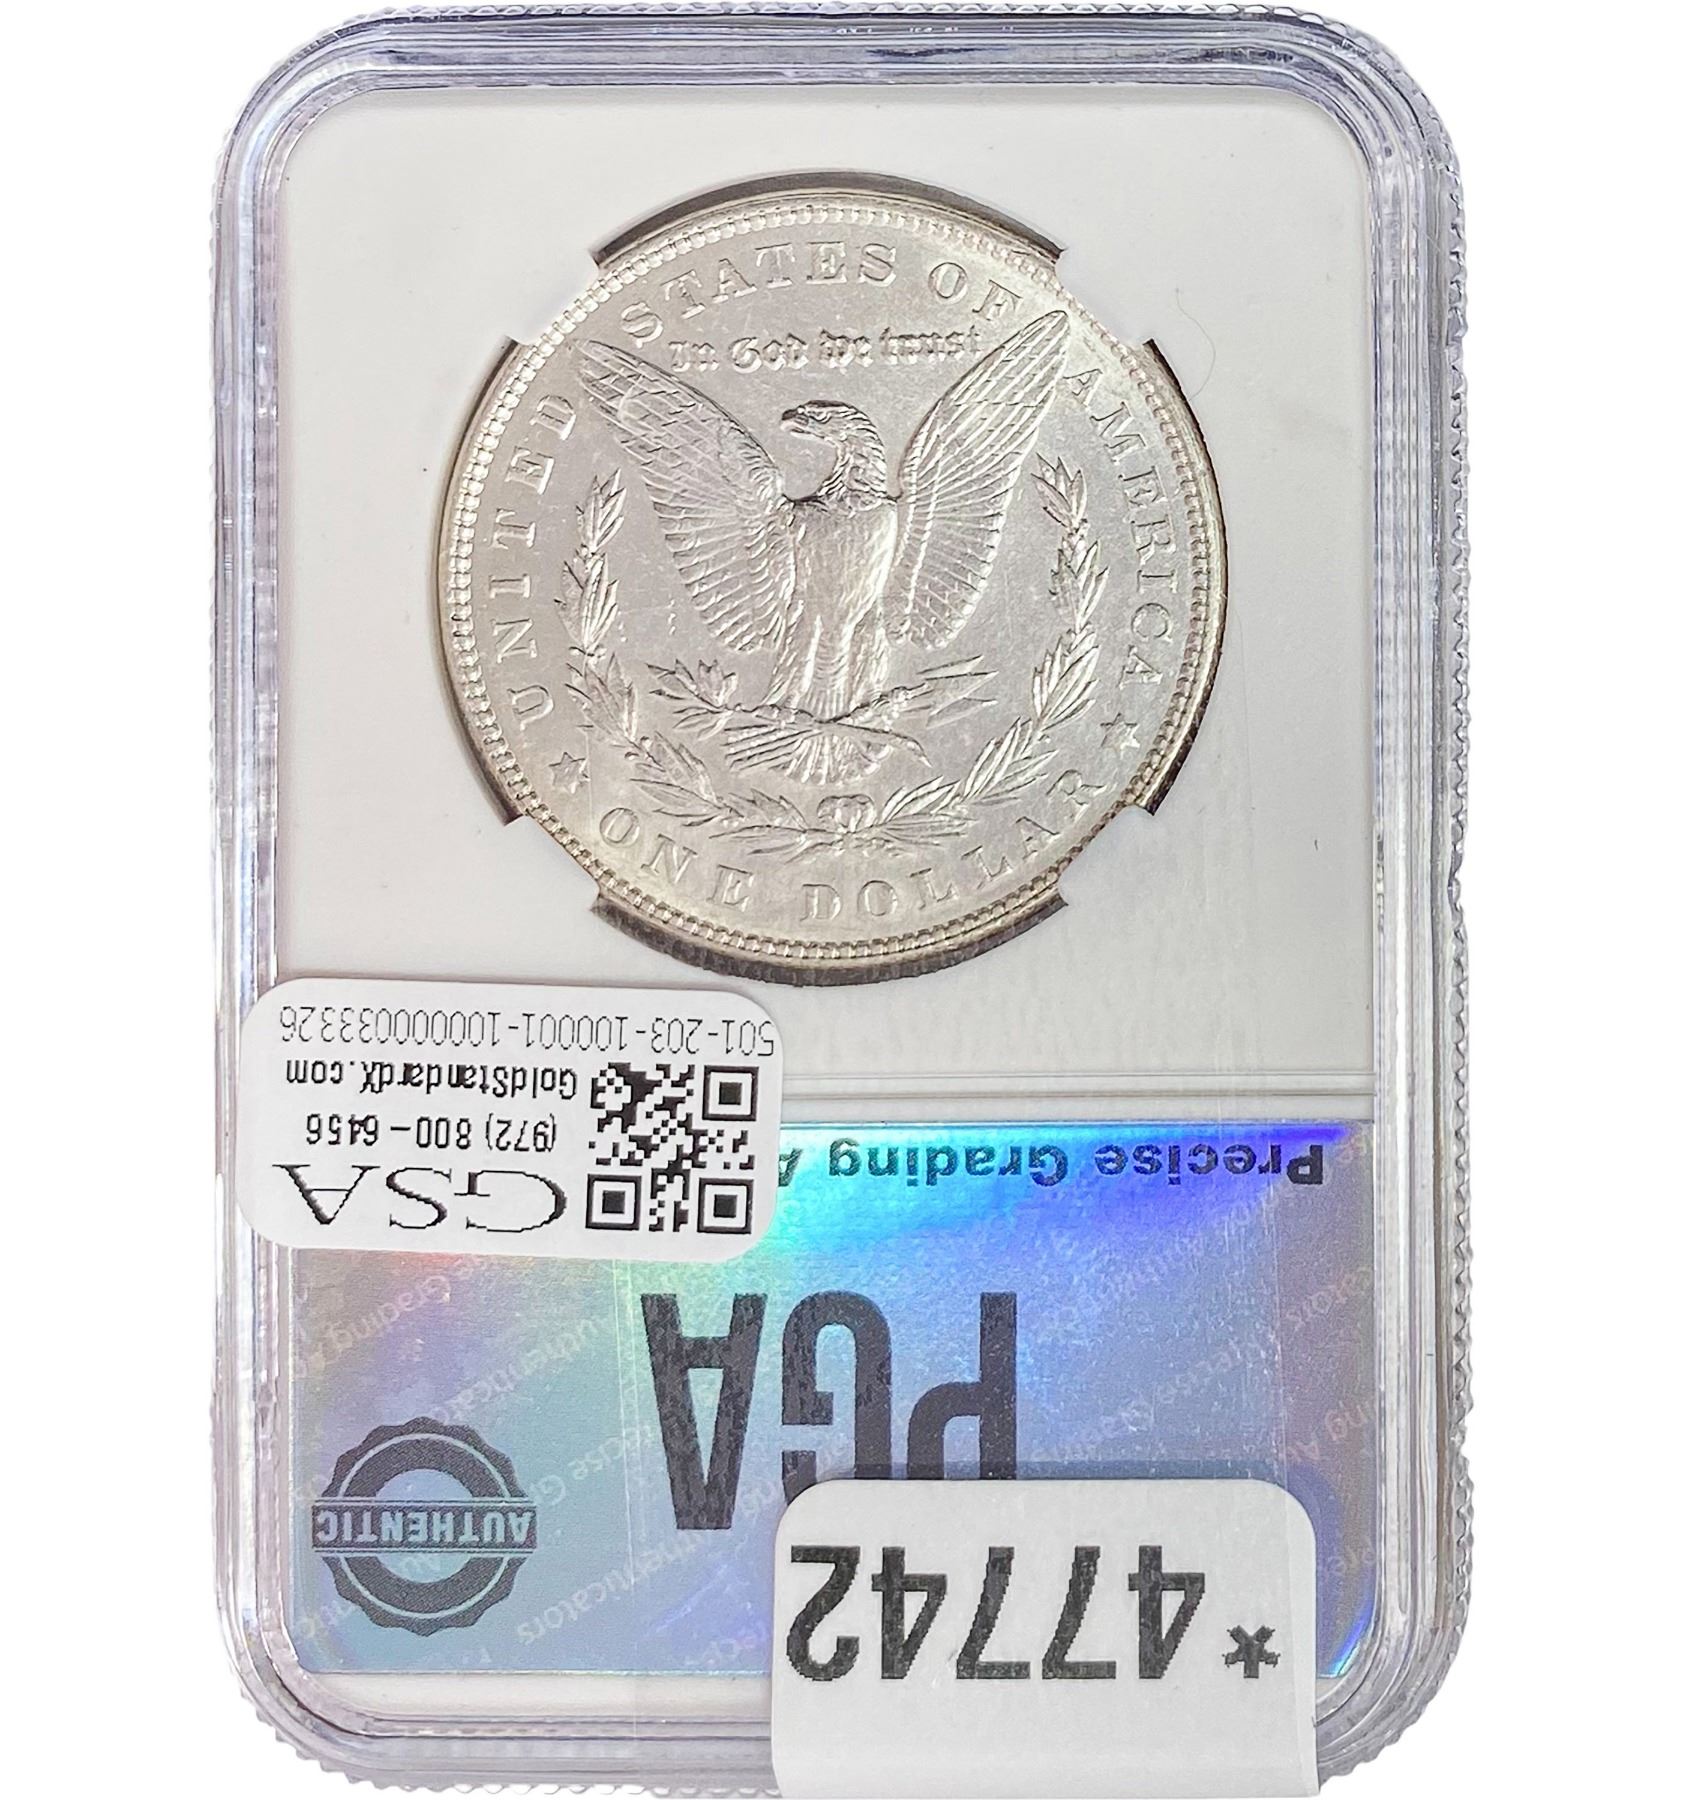 UNITED STATES OF AMERICA
In God we trust
ONE DOLLAR
501-203-100001-10000033326
GoldStandardX.com
(972) 800-6456
GSA
Precise Grading A
PGA
AUTHENTIC
*47742